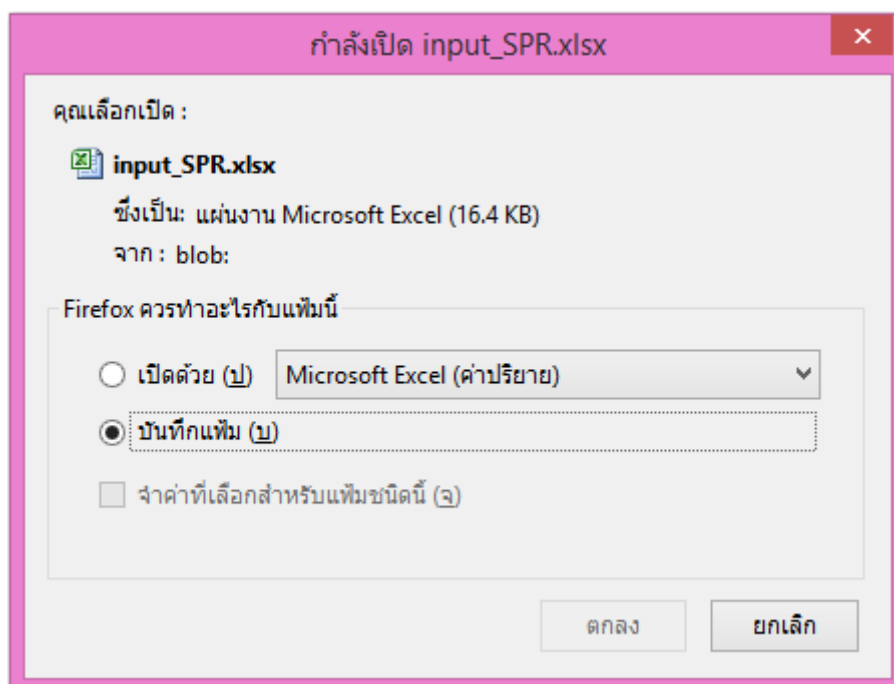 กำลังเปิด input_SPR.xlsx
คุณเลือกเปิด :
input_SPR.xlsx
ซึ่งเป็น: แผ่นงาน Microsoft Excel (16.4 KB)
จาก : blob:
Firefox ควรทำอะไรกับแฟ้มนี้
เปิดด้วย (ป) Microsoft Excel (ค่าปริยาย)
บันทึกแฟ้ม (บ)
จำค่าที่เลือกสำหรับแฟ้มชนิดนี้ (จ)
ตกลง ยกเลิก